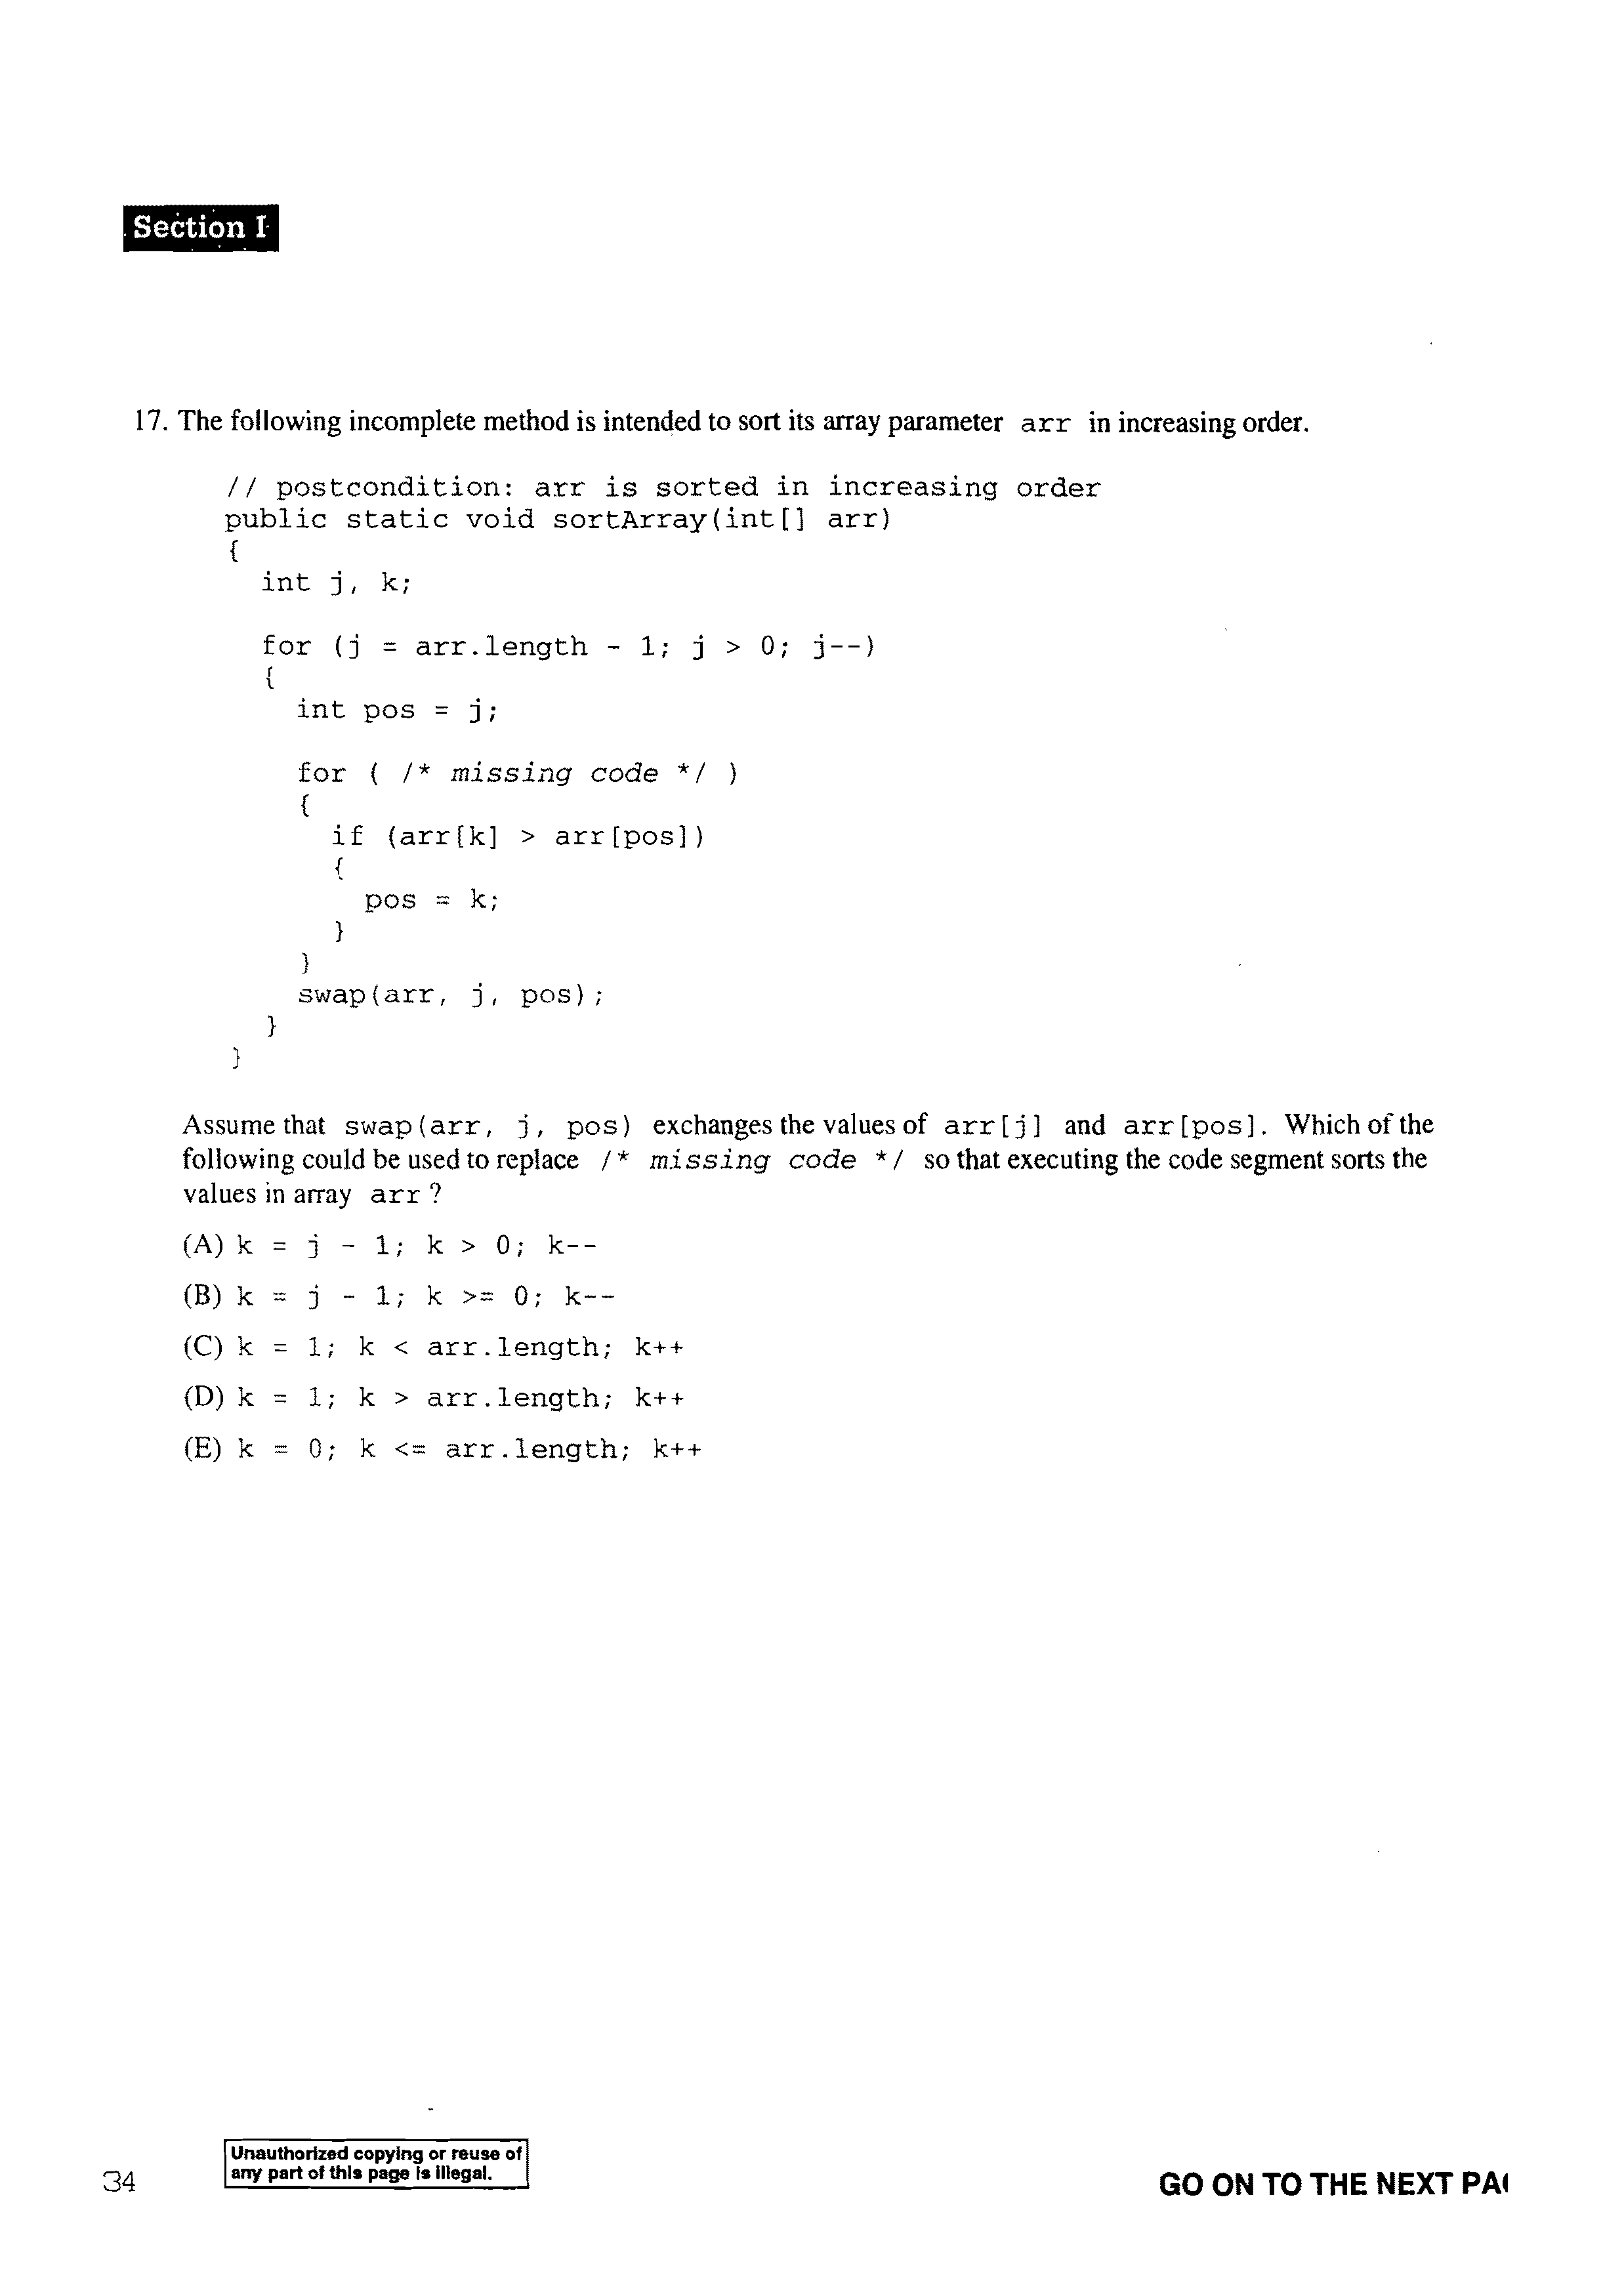 Section I
17. The following incomplete method is intended to sort its array parameter arr in increasing order.
// postcondition: arr is sorted in increasing order
public static void sortArray(int[] arr)
{
int j, k;
for (j = arr.length - 1; j > 0; j--)
{
int pos = j;
for ( /* missing code */ )
{
if (arr[k] > arr[pos])
{
pos = k;
}
}
swap(arr, j, pos);
}
}
Assume that swap(arr, j, pos) exchanges the values of arr[j] and arr[pos]. Which of the
following could be used to replace /* missing code */ so that executing the code segment sorts the
values in array arr ?
(A) k = j - 1; k > 0; k--
(B) k = j - 1; k >= 0; k--
(C) k = 1; k < arr.length; k++
(D) k = 1; k > arr.length; k++
(E) k = 0; k <= arr.length; k++
Unauthorized copying or reuse of
any part of this page is illegal.
34
GO ON TO THE NEXT PA